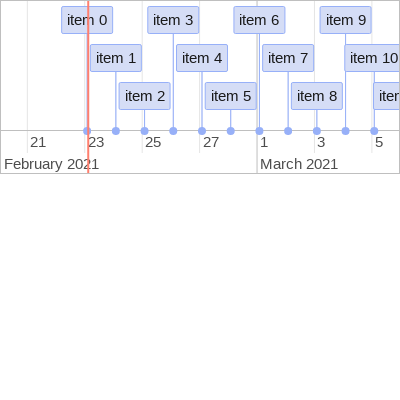 item 0 item 3 item 6 item 9
item 1 item 4 item 7 item 10
item 2 item 5 item 8
21 23 25 27 1 3 5
February 2021 March 2021